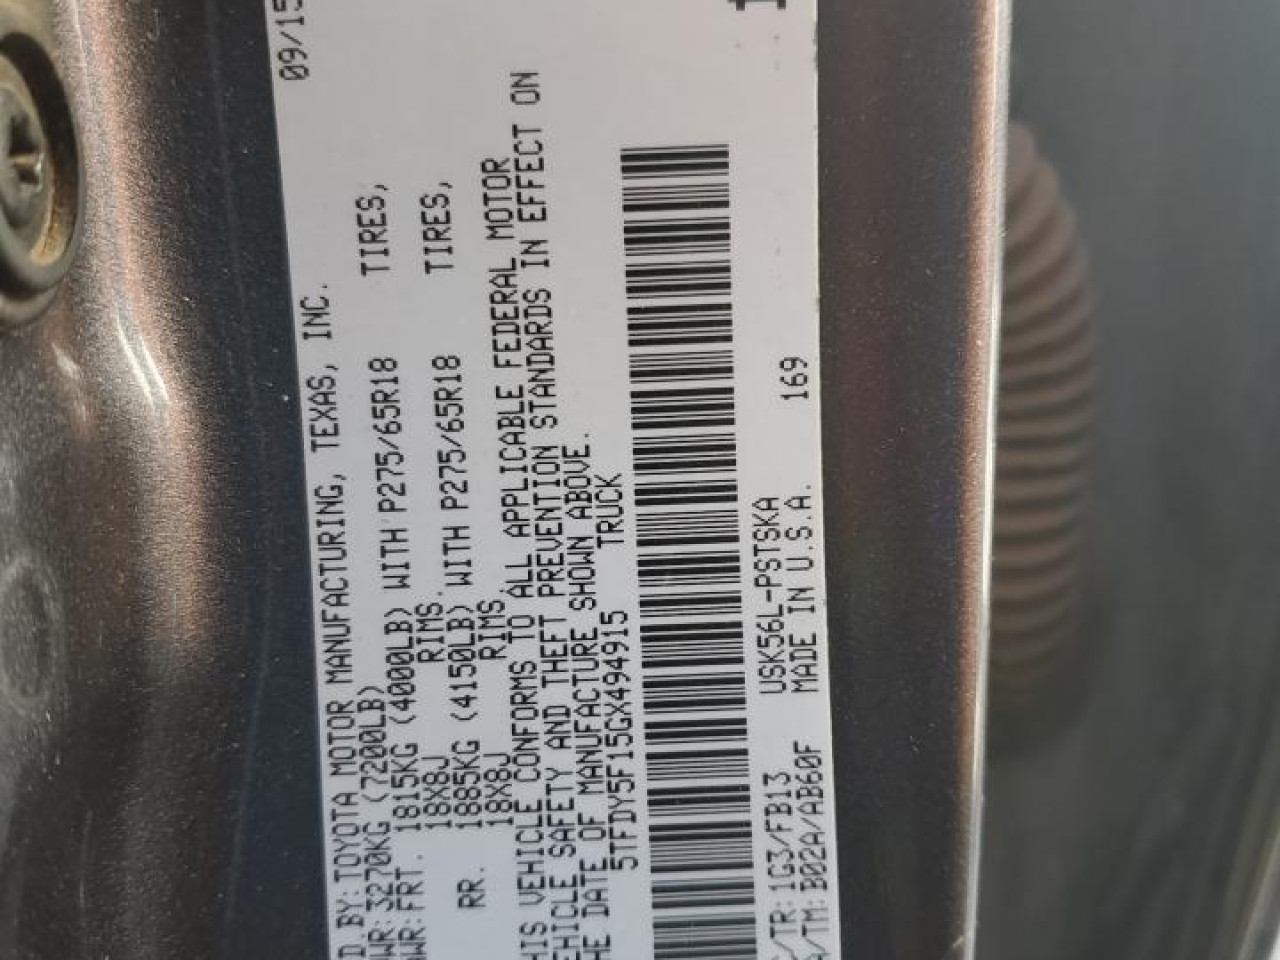 D BY: TOYOTA MOTOR MANUFACTURING, TEXAS, INC. 09/15
WR: 3270KG (7200LB)
WR: FRT. 1815KG (4000LB) WITH P275/65R18 TIRES,
18X8J RIMS,
RR. 1885KG (4150LB) WITH P275/65R18 TIRES,
18X8J RIMS,
HIS VEHICLE CONFORMS TO ALL APPLICABLE FEDERAL MOTOR
EHICLE SAFETY AND THEFT PREVENTION STANDARDS IN EFFECT ON
HE DATE OF MANUFACTURE SHOWN ABOVE.
5TFDY5F15GX494915 TRUCK
/TR: 1G3/FB13 USK56L-PSTSKA
/TM: B02A/AB60F MADE IN U.S.A. 169